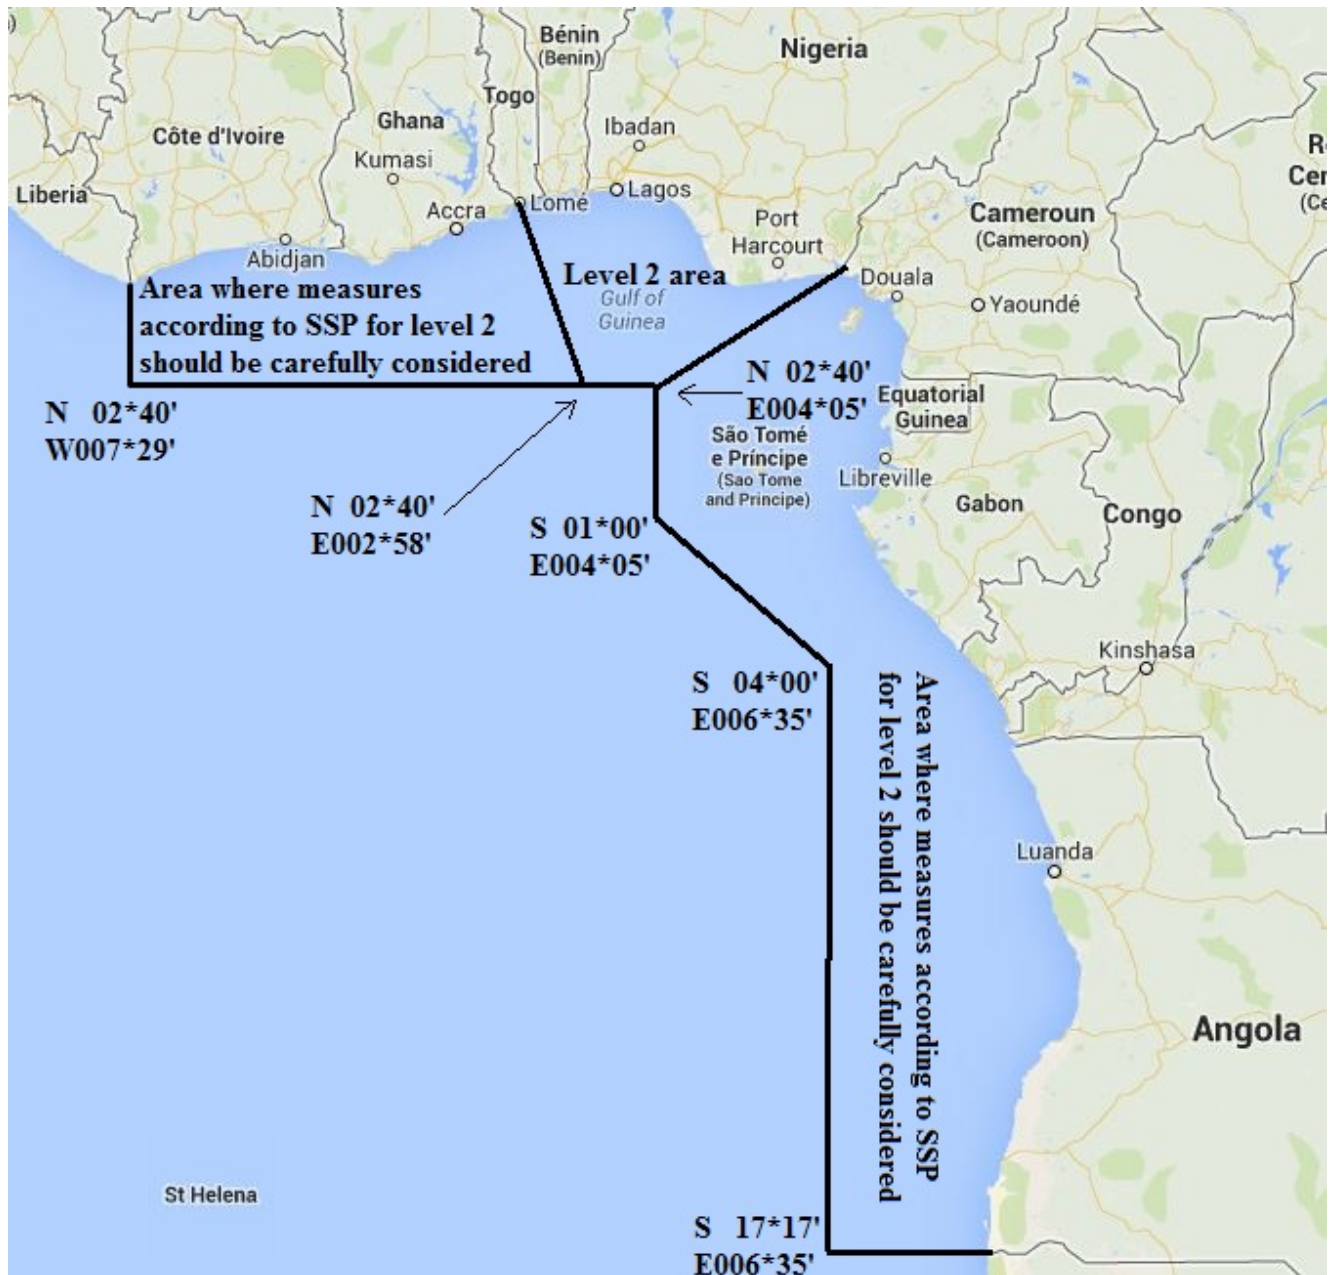 )
Bénin
(Benin)
Nigeria
Togo
Ghana
Côte d'Ivoire
Ibadan
Kumasi
Liberia
Lagos
Lomé
Accra
Cameroun
(Cameroon)
Port
Harcourt
Abidjan
Douala
Yaoundé
R
Cer
(Ce
Level 2 area
Gulf of
Guinea
Area where measures
according to SSP for level 2
should be carefully considered
N 02*40'
W007*29'
N 02*40'
E004*05'
Equatorial
Guinea
São Tomé
e Príncipe
(Sao Tome
and Principe)
Libreville
Gabon
Congo
N 02*40'
E002*58'
S 01*00'
E004*05'
Kinshasa
S 04*00'
E006*35'
Area where measures according to SSP
for level 2 should be carefully considered
Luanda
Angola
St Helena
S 17*17'
E006*35'